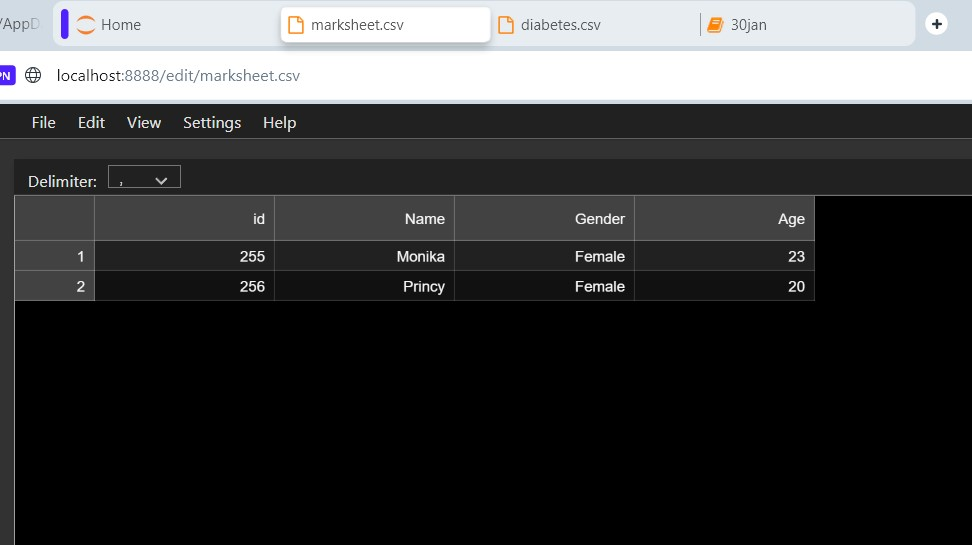 /AppD Home marksheet.csv diabetes.csv 30jan
PN localhost:8888/edit/marksheet.csv
File Edit View Settings Help
Delimiter: ,
id Name Gender Age
1 255 Monika Female 23
2 256 Princy Female 20